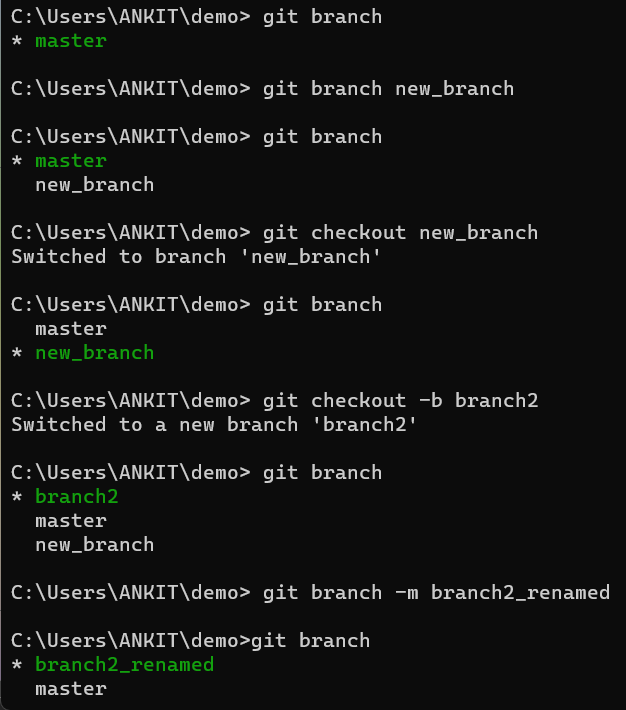 C:\Users\ANKIT\demo> git branch
* master
C:\Users\ANKIT\demo> git branch new_branch
C:\Users\ANKIT\demo> git branch
* master
  new_branch
C:\Users\ANKIT\demo> git checkout new_branch
Switched to branch 'new_branch'
C:\Users\ANKIT\demo> git branch
  master
* new_branch
C:\Users\ANKIT\demo> git checkout -b branch2
Switched to a new branch 'branch2'
C:\Users\ANKIT\demo> git branch
* branch2
  master
  new_branch
C:\Users\ANKIT\demo> git branch -m branch2_renamed
C:\Users\ANKIT\demo>git branch
* branch2_renamed
  master